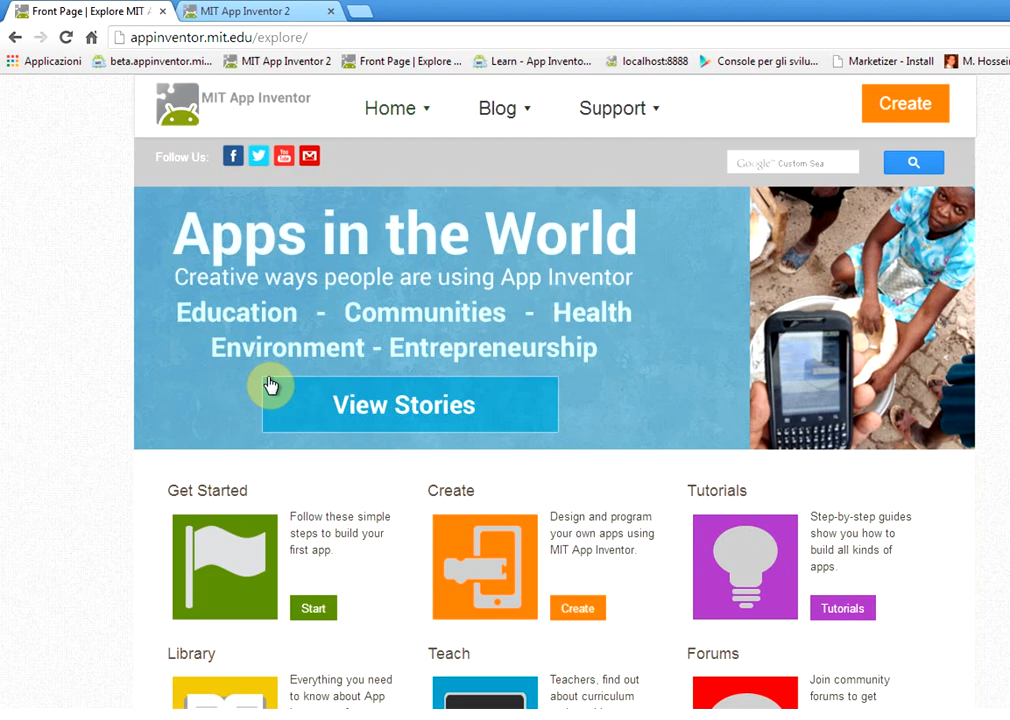 Front Page | Explore MIT A
MIT App Inventor 2
appinventor.mit.edu/explore/
Applicazioni
beta.appinventor.mi...
MIT App Inventor 2
Front Page | Explore ...
Learn - App Invento...
localhost:8888
Console per gli svilu...
Marketizer - Install
M. Hossei
MIT App Inventor
Home
Blog
Support
Create
Follow Us:
You
Tube
Google™ Custom Sea
Apps in the World
Creative ways people are using App Inventor
Education - Communities - Health
Environment - Entrepreneurship
View Stories
Get Started
Follow these simple
steps to build your
first app.
Start
Create
Design and program
your own apps using
MIT App Inventor.
Create
Tutorials
Step-by-step guides
show you how to
build all kinds of
apps.
Tutorials
Library
Everything you need
to know about App
Teach
Teachers, find out
about curriculum
Forums
Join community
forums to get